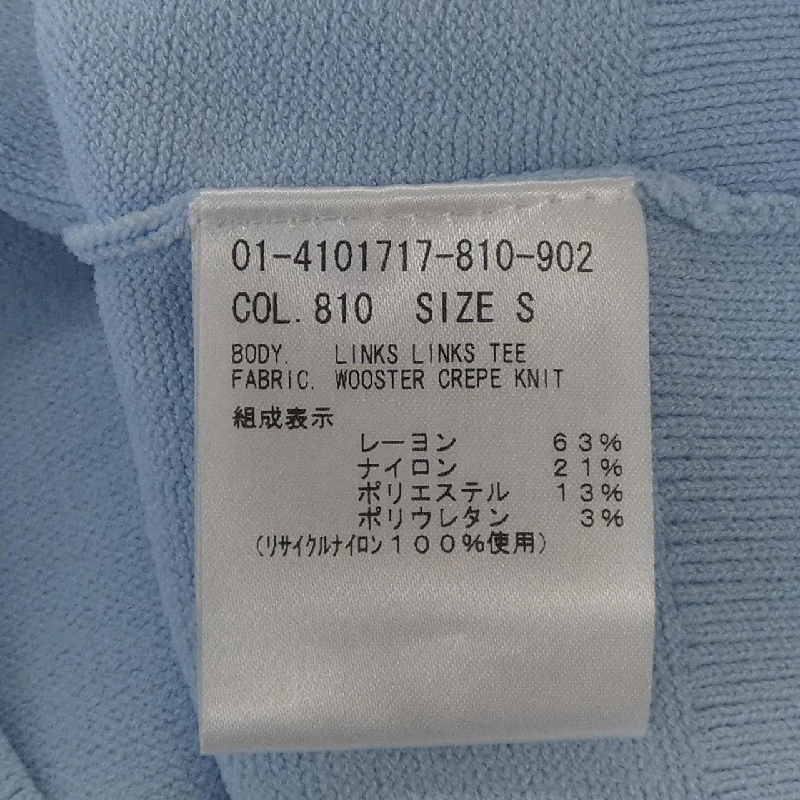 01-4101717-810-902
COL. 810 SIZE S
BODY. LINKS LINKS TEE
FABRIC. WOOSTER CREPE KNIT
組成表示
レーヨン 63%
ナイロン 21%
ポリエステル 13%
ポリウレタン 3%
(リサイクルナイロン100%使用)